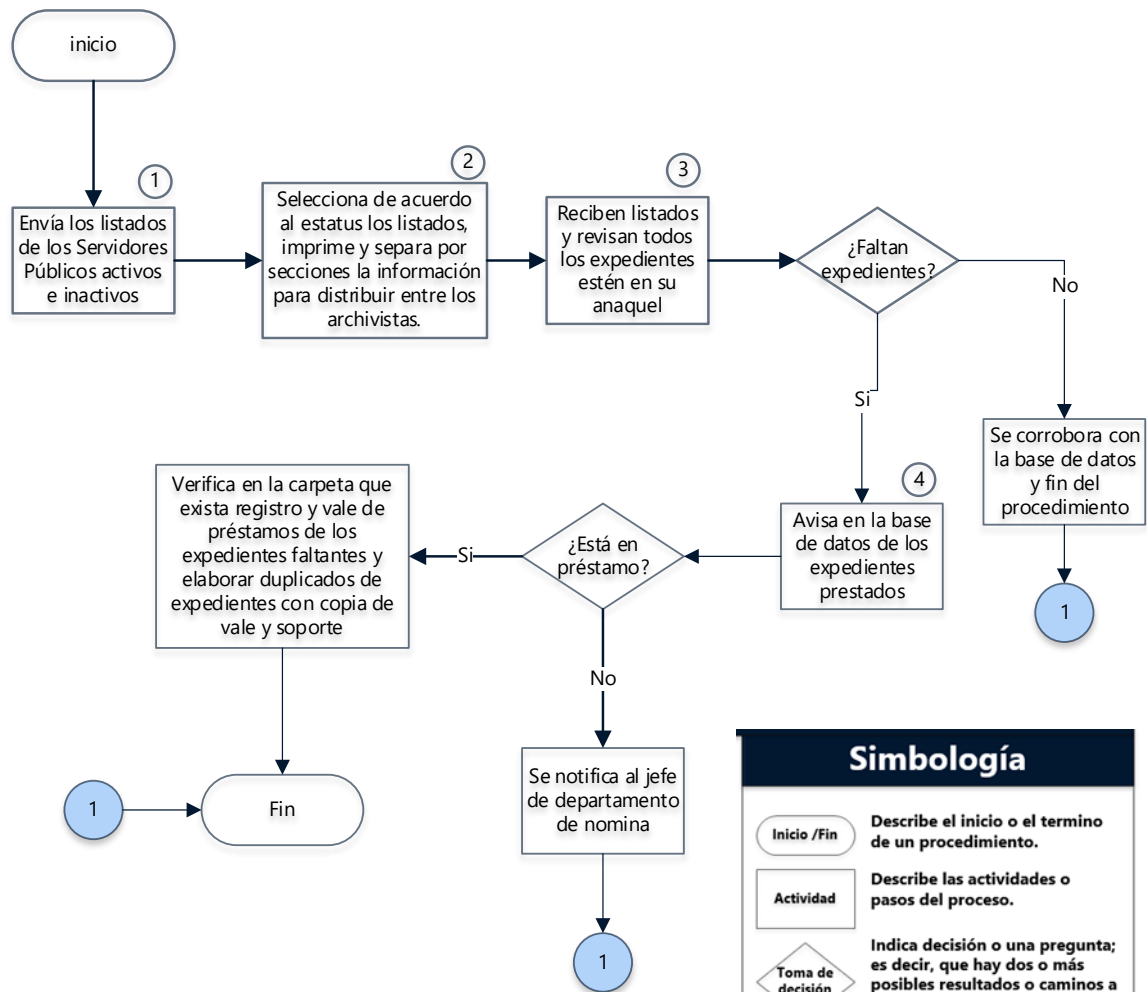 inicio
1
Envía los listados
de los Servidores
Públicos activos
e inactivos
2
Selecciona de acuerdo
al estatus los listados,
imprime y separa por
secciones la información
para distribuir entre los
archivistas.
3
Reciben listados
y revisan todos
los expedientes
estén en su
anaquel
¿Faltan
expedientes?
No
Si
Se corrobora con
la base de datos
y fin del
procedimiento
1
4
Avisa en la base
de datos de los
expedientes
prestados
¿Está en
préstamo?
Si
Verifica en la carpeta que
exista registro y vale de
préstamos de los
expedientes faltantes y
elaborar duplicados de
expedientes con copia de
vale y soporte
No
Se notifica al jefe
de departamento
de nomina
1
1
Fin
Simbología
Inicio /Fin
Describe el inicio o el termino
de un procedimiento.
Actividad
Describe las actividades o
pasos del proceso.
Toma de
decisión
Indica decisión o una pregunta;
es decir, que hay dos o más
posibles resultados o caminos a